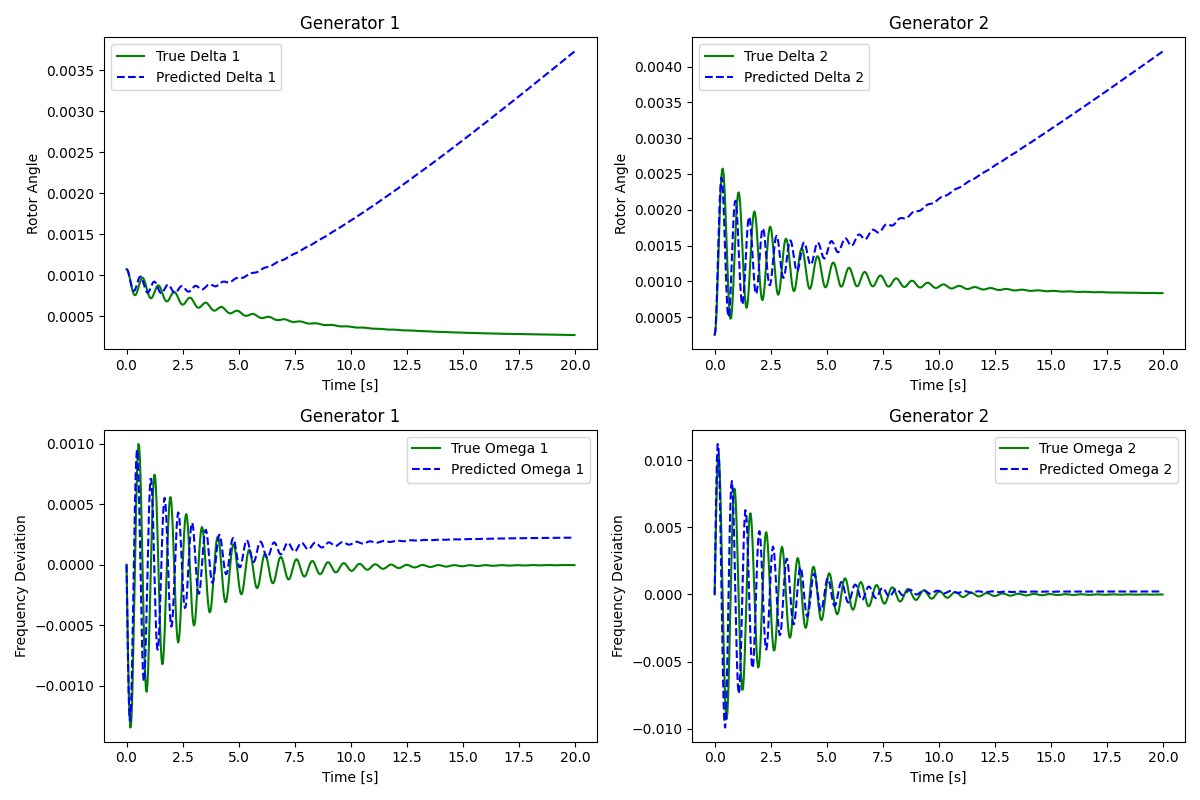 Generator 1
True Delta 1
Predicted Delta 1
Rotor Angle
0.0035
0.0030
0.0025
0.0020
0.0015
0.0010
0.0005
0.0 2.5 5.0 7.5 10.0 12.5 15.0 17.5 20.0
Time [s]
Generator 2
True Delta 2
Predicted Delta 2
Rotor Angle
0.0040
0.0035
0.0030
0.0025
0.0020
0.0015
0.0010
0.0005
0.0 2.5 5.0 7.5 10.0 12.5 15.0 17.5 20.0
Time [s]
Generator 1
True Omega 1
Predicted Omega 1
Frequency Deviation
0.0010
0.0005
0.0000
−0.0005
−0.0010
0.0 2.5 5.0 7.5 10.0 12.5 15.0 17.5 20.0
Time [s]
Generator 2
True Omega 2
Predicted Omega 2
Frequency Deviation
0.010
0.005
0.000
−0.005
−0.010
0.0 2.5 5.0 7.5 10.0 12.5 15.0 17.5 20.0
Time [s]